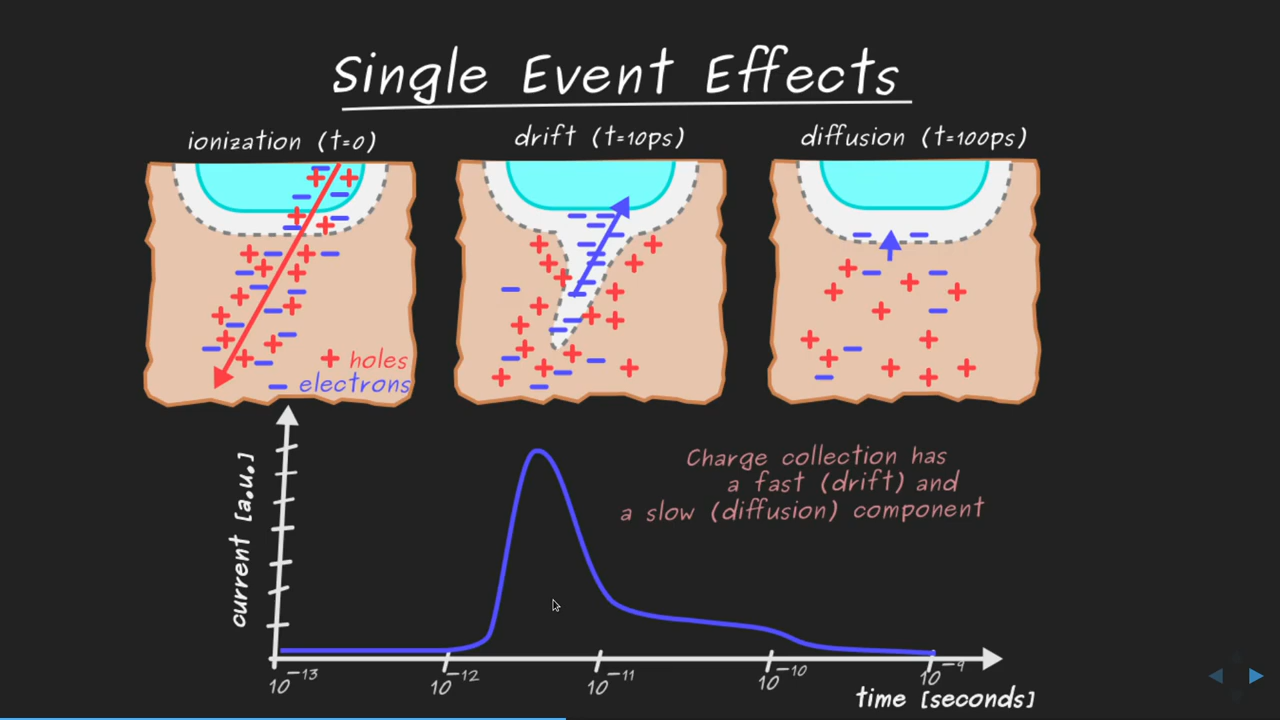 Single Event Effects
ionization (t=0)
drift (t=10ps)
diffusion (t=100ps)
holes
electrons
current [a.u.]
Charge collection has
a fast (drift) and
a slow (diffusion) component
10⁻¹³
10⁻¹²
10⁻¹¹
10⁻¹⁰
10⁻⁹
time [seconds]